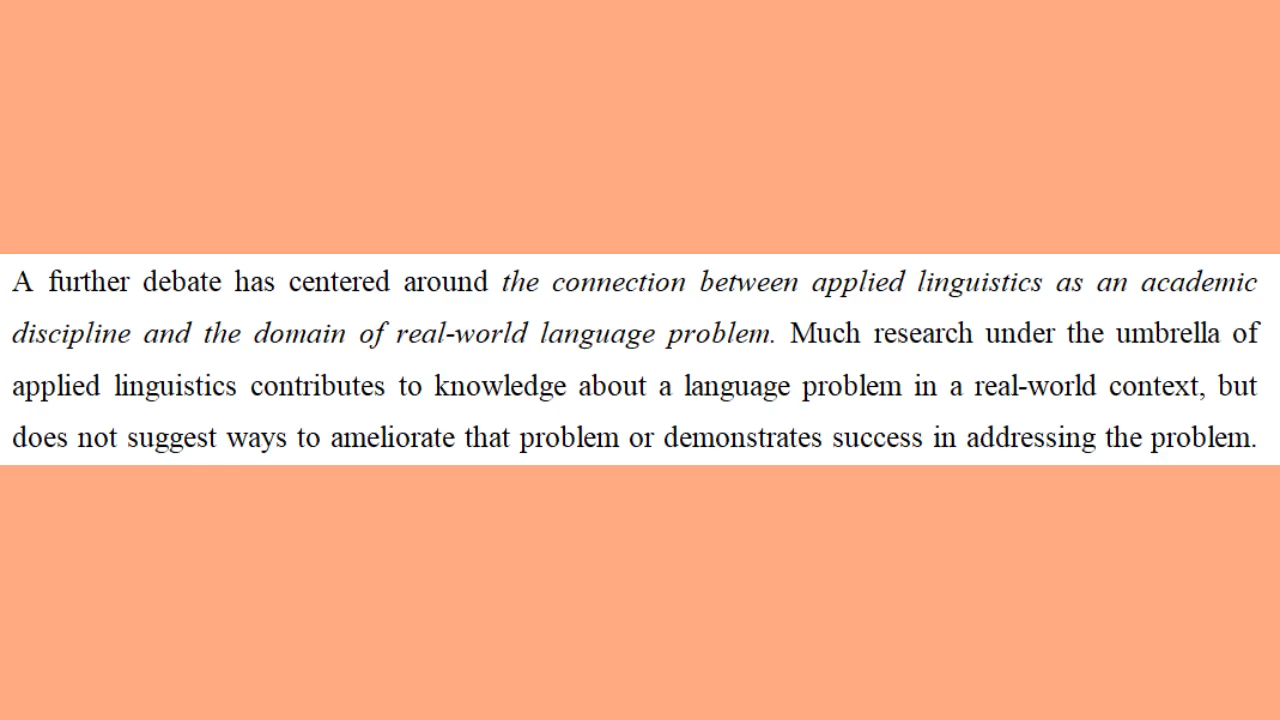 A further debate has centered around the connection between applied linguistics as an academic
discipline and the domain of real-world language problem. Much research under the umbrella of
applied linguistics contributes to knowledge about a language problem in a real-world context, but
does not suggest ways to ameliorate that problem or demonstrates success in addressing the problem.